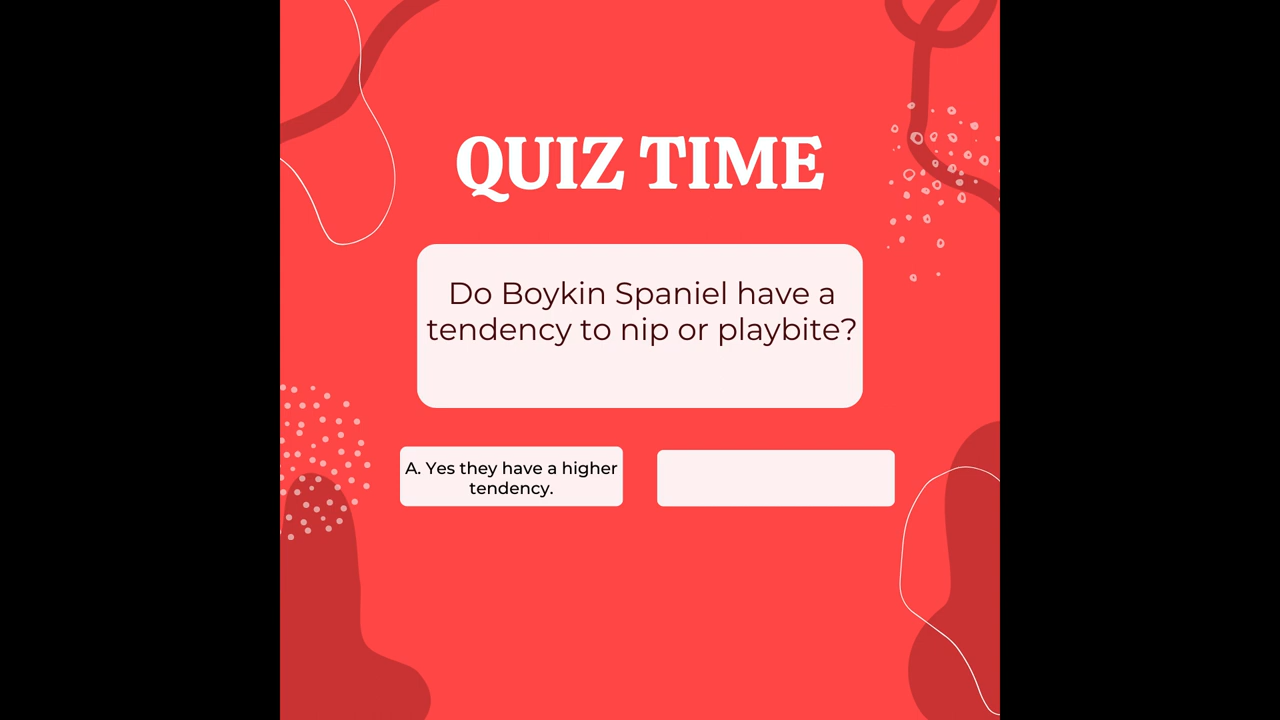 QUIZ TIME
Do Boykin Spaniel have a
tendency to nip or playbite?
A. Yes they have a higher
tendency.